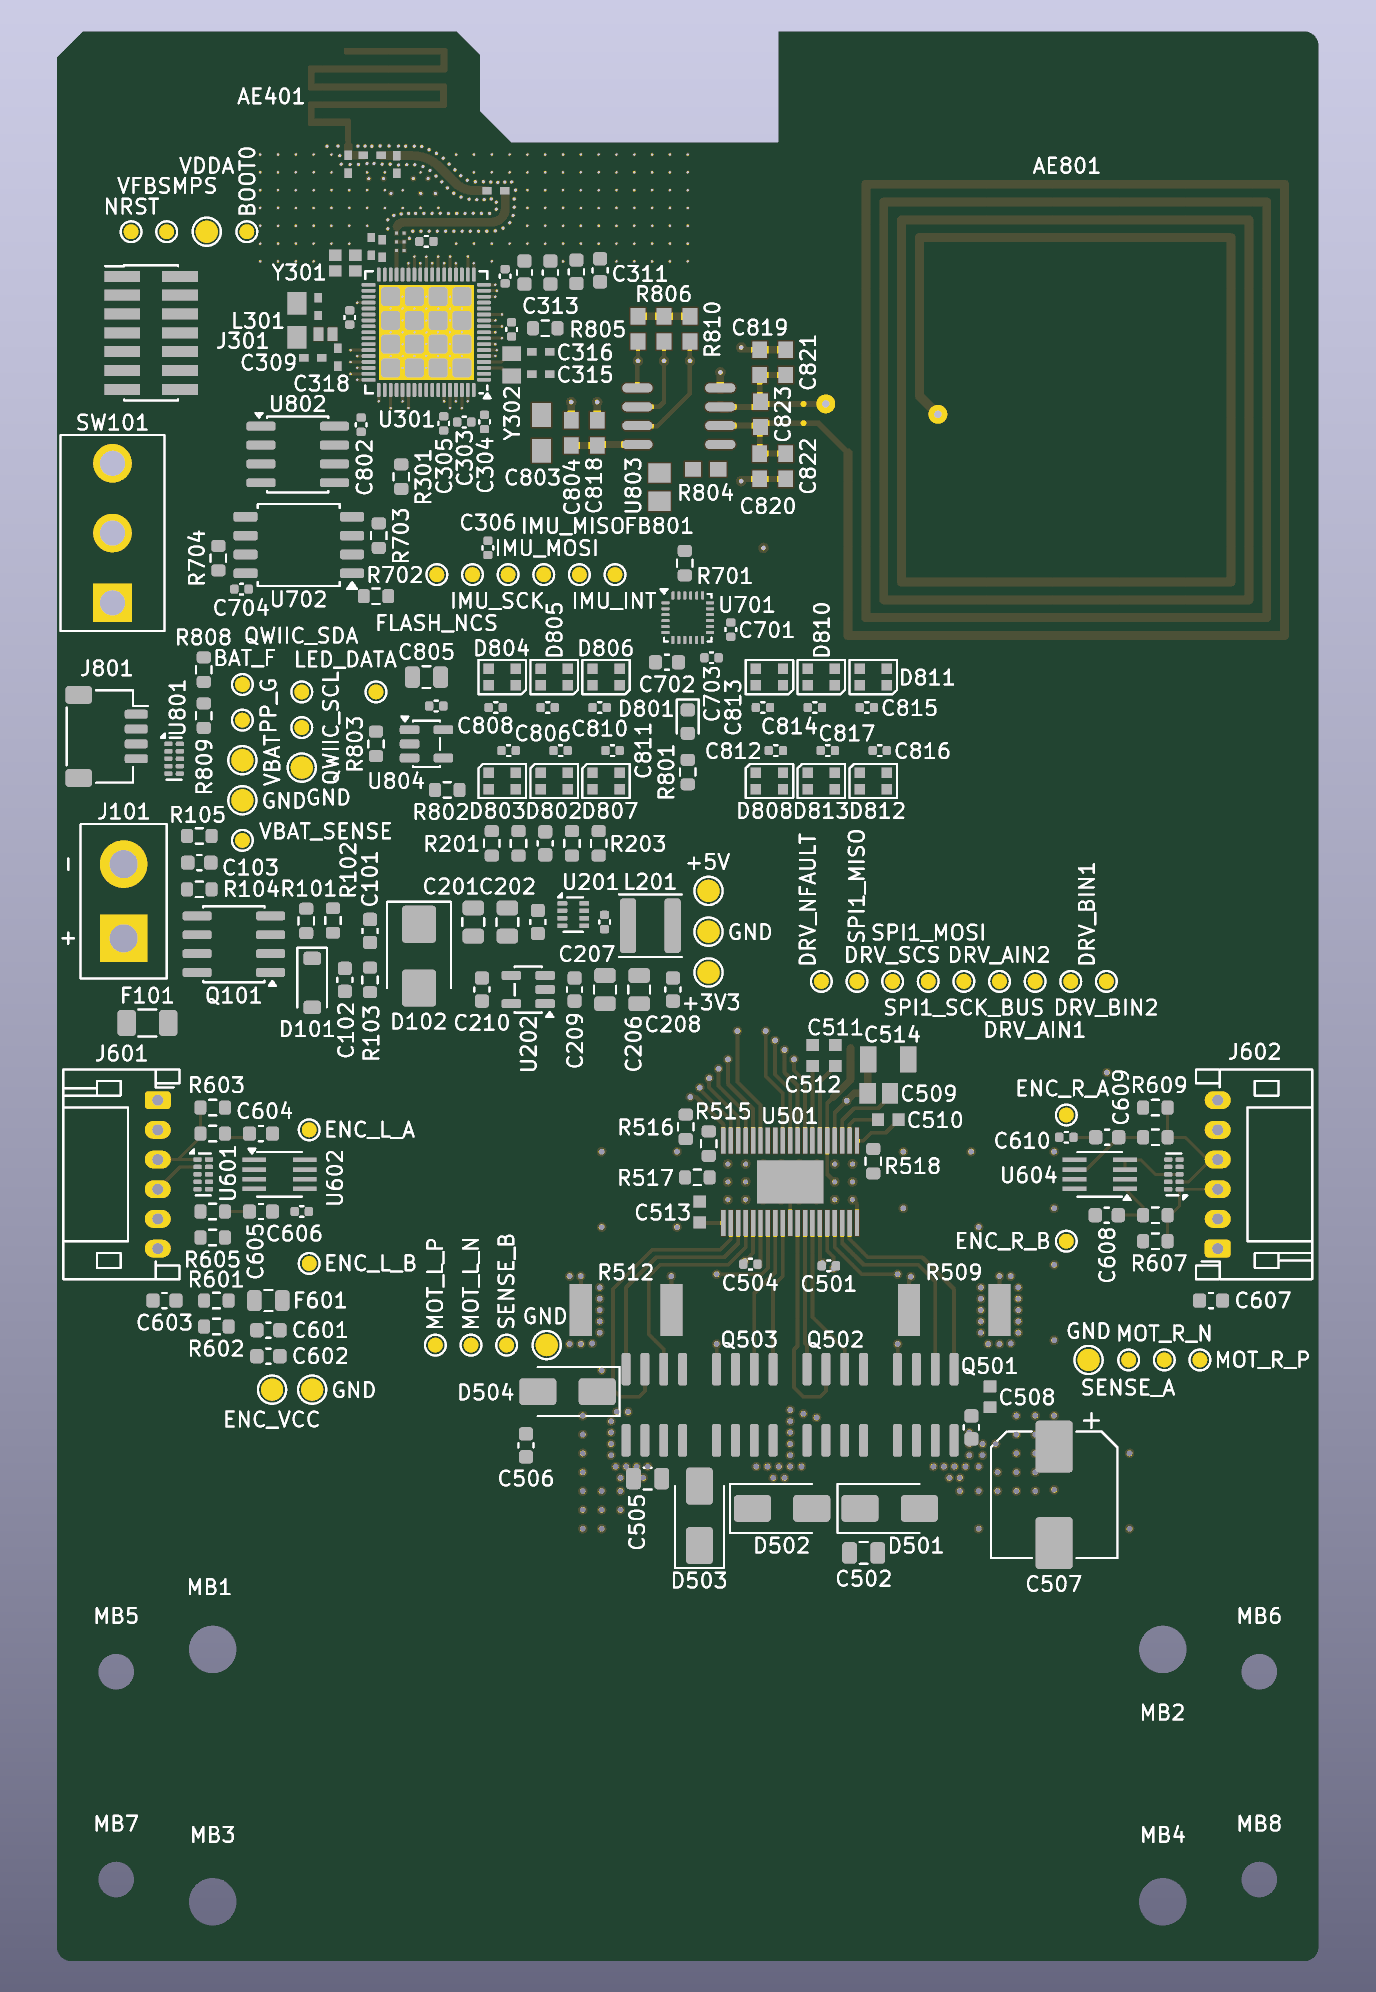 AE401
VDDA
VFBSMPS
NRST
BOOT0
AE801
Y301
C311
C313
R806
L301
J301
R805
R810
C819
C821
C309
C316
C315
C318
U802
U301
Y302
C823
SW101
C802
R301
C305
C303
C304
C803
C804
C818
U803
R804
C822
C820
R704
R703
C306
IMU_MISO
FB801
IMU_MOSI
R702
R701
C704
U702
IMU_SCK
IMU_INT
U701
FLASH_NCS
C701
R808
QWIIC_SDA
D805
D810
J801
BAT_F
LED_DATA
C805
D804
D806
C702
C703
D811
U801
VBATPP_G
QWIIC_SCL
R803
C808
C806
C810
D801
C813
C814
C815
R809
U804
C811
R801
C812
C817
C816
GND
GND
R802
D803
D802
D807
D808
D813
D812
J101
R105
VBAT_SENSE
R201
R203
-
C103
R102
C101
+5V
DRV_NFAULT
SPI1_MISO
DRV_BIN1
R104
R101
C201
C202
U201
L201
+
GND
SPI1_MOSI
C207
DRV_SCS
DRV_AIN2
F101
Q101
D101
C102
R103
D102
C210
U202
C209
C206
C208
+3V3
SPI1_SCK_BUS
DRV_BIN2
DRV_AIN1
J601
C511
C514
J602
R603
C512
C509
ENC_R_A
C609
R609
C604
ENC_L_A
R515
U501
R516
C510
C610
U601
U602
R517
R518
U604
C513
C605
C606
R605
ENC_L_B
MOT_L_P
MOT_L_N
SENSE_B
ENC_R_B
C608
R607
R601
R512
C504
C501
R509
C603
F601
C601
GND
C607
R602
C602
Q503
Q502
GND
MOT_R_N
Q501
MOT_R_P
GND
D504
C508
SENSE_A
ENC_VCC
+
C506
C505
D502
D501
D503
C502
C507
MB1
MB5
MB6
MB2
MB7
MB3
MB4
MB8